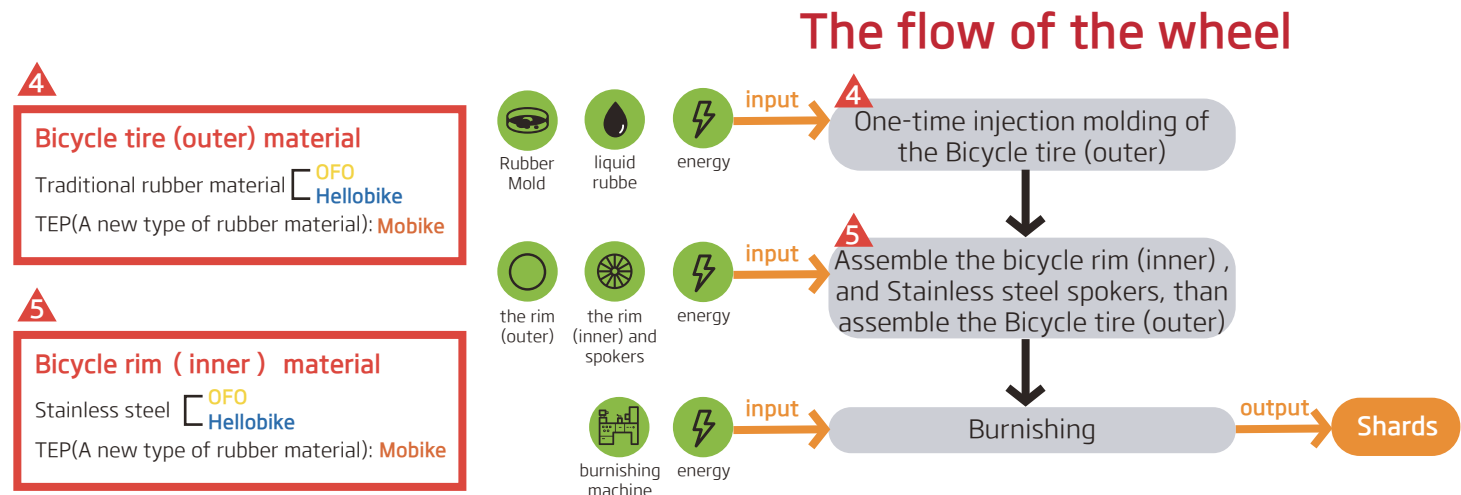 The flow of the wheel
4
Bicycle tire (outer) material
Traditional rubber material
OFO
Hellobike
TEP(A new type of rubber material): Mobike
5
Bicycle rim ( inner ) material
Stainless steel
OFO
Hellobike
TEP(A new type of rubber material): Mobike
Rubber
Mold
liquid
rubbe
energy
input
4
One-time injection molding of
the Bicycle tire (outer)
the rim
(outer)
the rim
(inner) and
spokers
energy
input
5
Assemble the bicycle rim (inner) ,
and Stainless steel spokers, than
assemble the Bicycle tire (outer)
burnishing
machine
energy
input
Burnishing
output
Shards